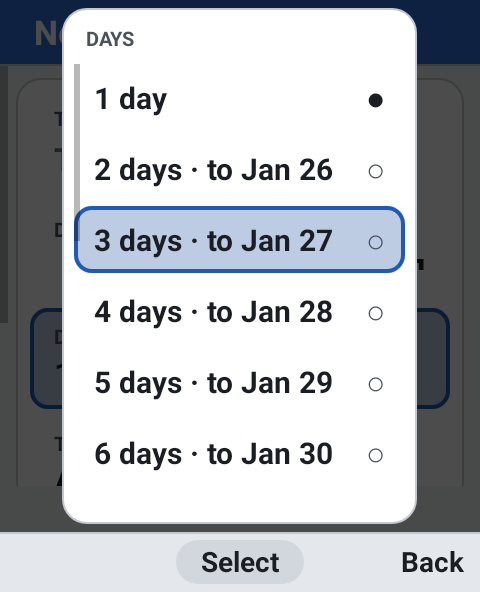 DAYS
1 day
2 days · to Jan 26
3 days · to Jan 27
4 days · to Jan 28
5 days · to Jan 29
6 days · to Jan 30
Select
Back